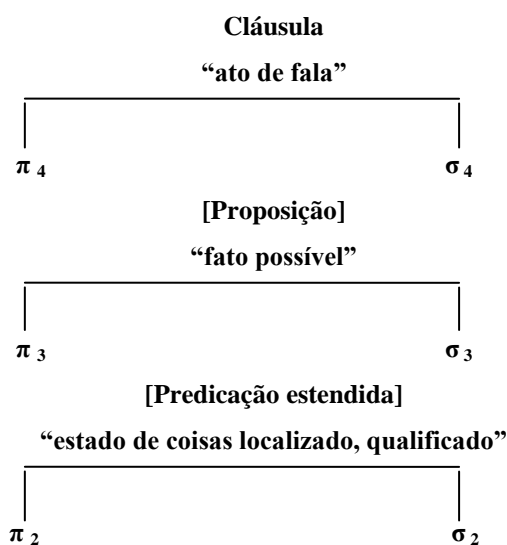 Cláusula
“ato de fala”
π 4 σ 4
[Proposição]
“fato possível”
π 3 σ 3
[Predicação estendida]
“estado de coisas localizado, qualificado”
π 2 σ 2